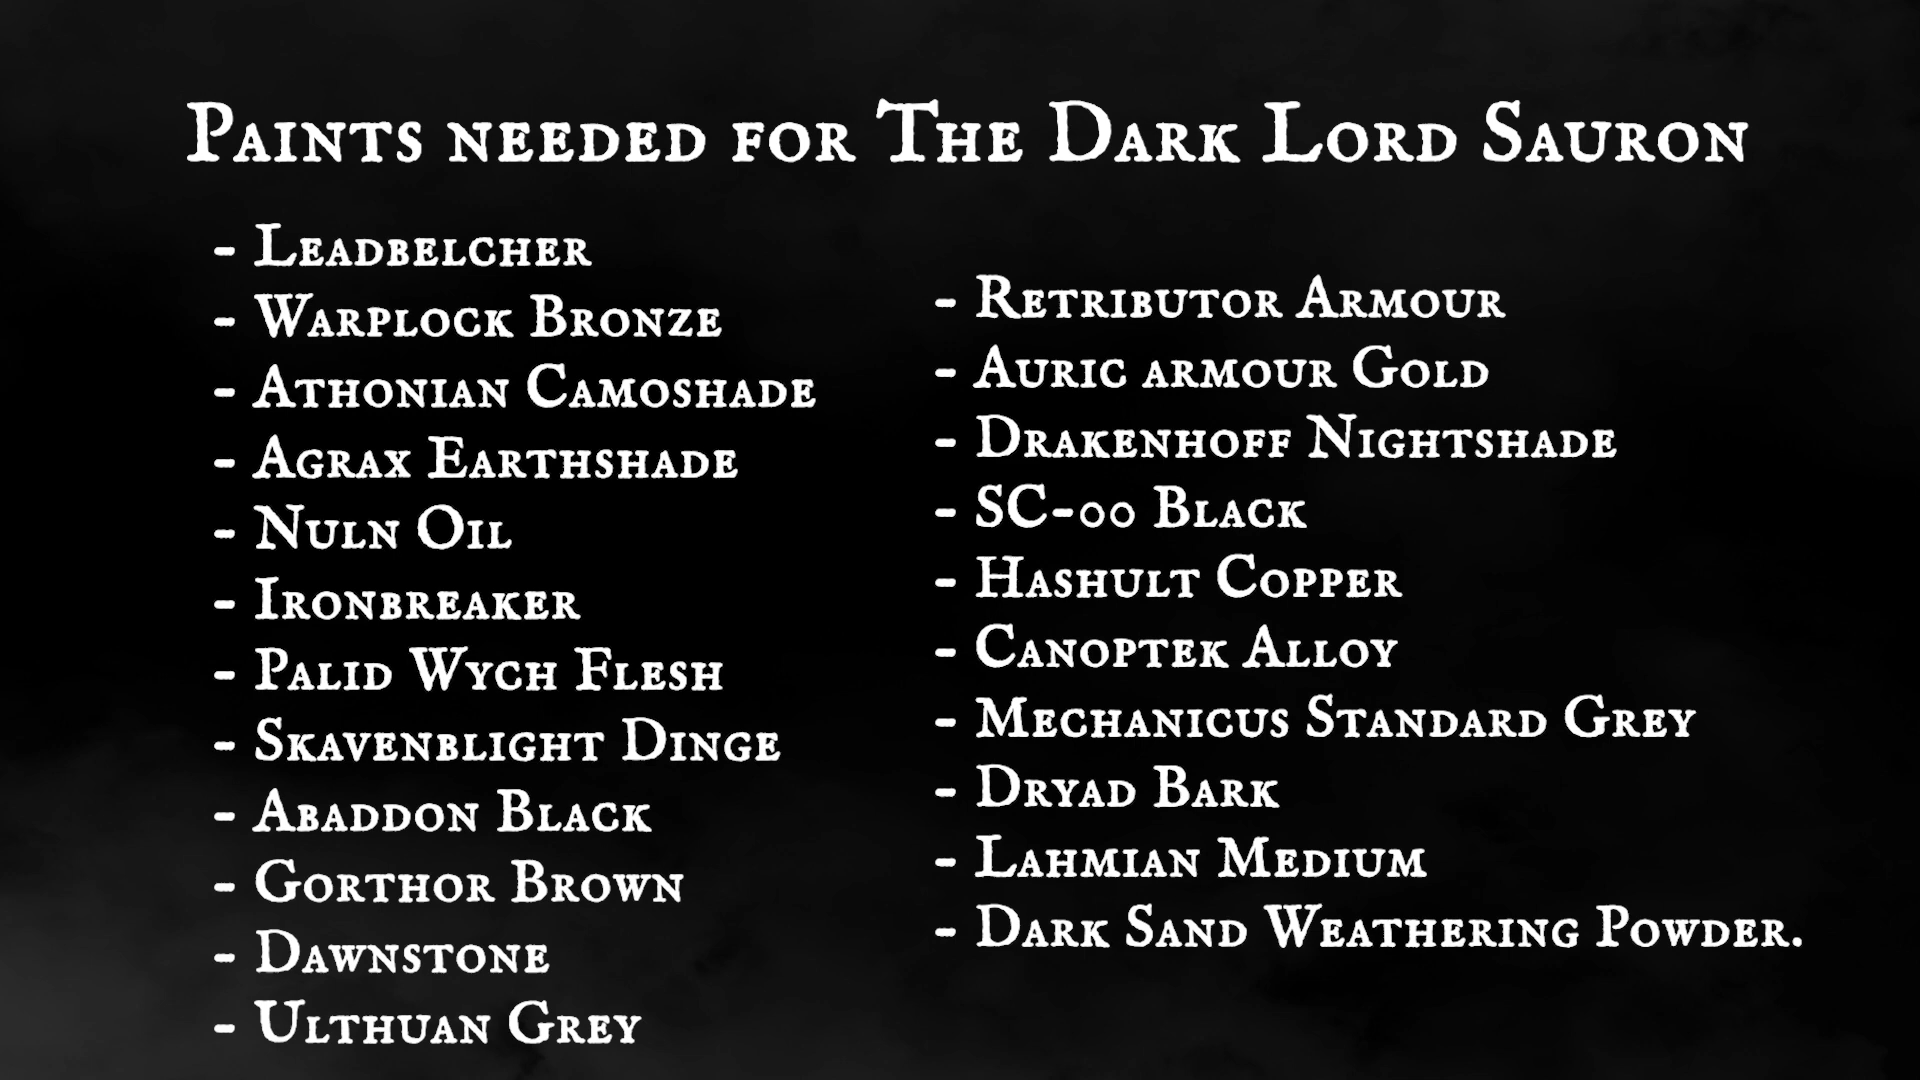 Paints needed for The Dark Lord Sauron
- Leadbelcher
- Warplock Bronze
- Athonian Camoshade
- Agrax Earthshade
- Nuln Oil
- Ironbreaker
- Palid Wych Flesh
- Skavenblight Dinge
- Abaddon Black
- Gorthor Brown
- Dawnstone
- Ulthuan Grey
- Retributor Armour
- Auric armour Gold
- Drakenhoff Nightshade
- SC-00 Black
- Hashult Copper
- Canoptek Alloy
- Mechanicus Standard Grey
- Dryad Bark
- Lahmian Medium
- Dark Sand Weathering Powder.